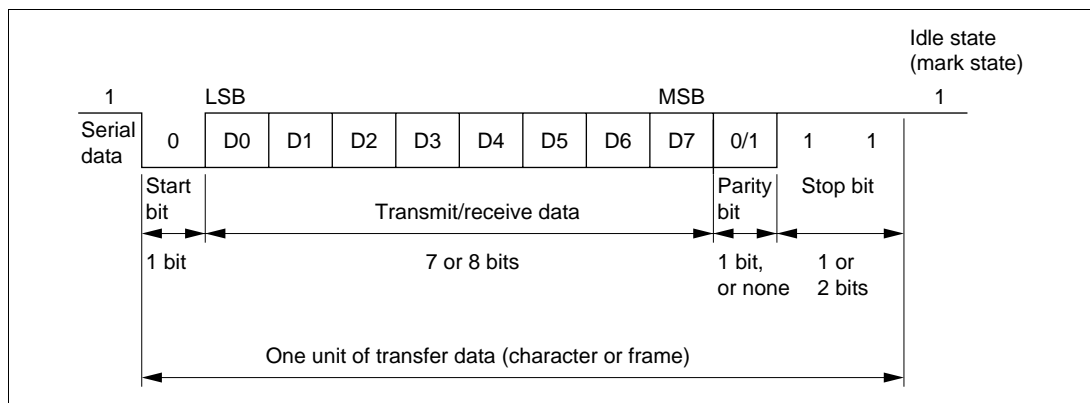 Idle state
(mark state)
1 LSB MSB 1
Serial
data
0 D0 D1 D2 D3 D4 D5 D6 D7 0/1 1 1
Start
bit
Transmit/receive data
Parity
bit
Stop bit
1 bit
7 or 8 bits
1 bit,
or none
1 or
2 bits
One unit of transfer data (character or frame)